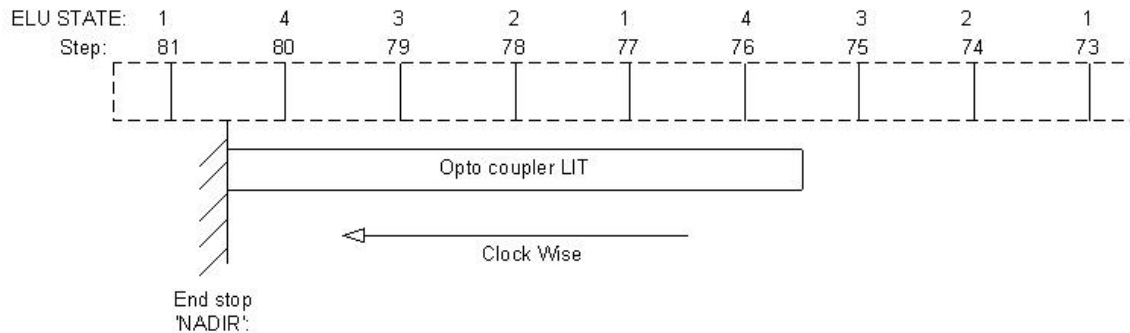 ELU STATE: 1 4 3 2 1 4 3 2 1
Step: 81 80 79 78 77 76 75 74 73
Opto coupler LIT
Clock Wise
End stop
'NADIR':